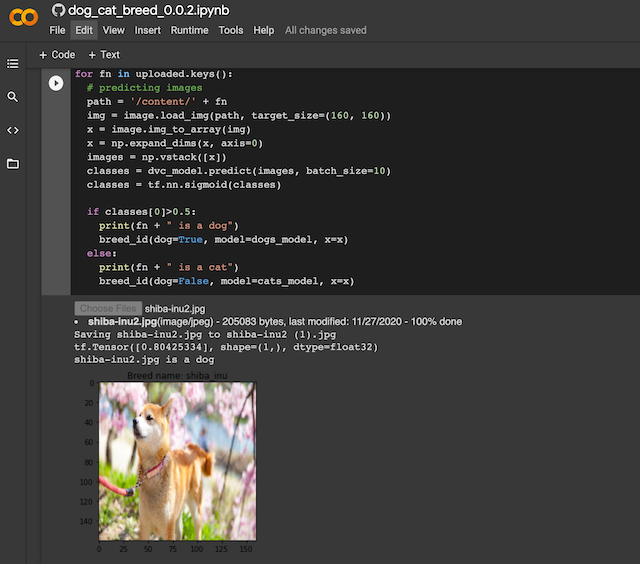 dog_cat_breed_0.0.2.ipynb
File Edit View Insert Runtime Tools Help All changes saved
+ Code + Text
for fn in uploaded.keys():
# predicting images
path = '/content/' + fn
img = image.load_img(path, target_size=(160, 160))
x = image.img_to_array(img)
x = np.expand_dims(x, axis=0)
images = np.vstack([x])
classes = dvc_model.predict(images, batch_size=10)
classes = tf.nn.sigmoid(classes)
if classes[0]>0.5:
print(fn + " is a dog")
breed_id(dog=True, model=dogs_model, x=x)
else:
print(fn + " is a cat")
breed_id(dog=False, model=cats_model, x=x)
Choose Files shiba-inu2.jpg
• shiba-inu2.jpg(image/jpeg) - 205083 bytes, last modified: 11/27/2020 - 100% done
Saving shiba-inu2.jpg to shiba-inu2 (1).jpg
tf.Tensor([0.80425334], shape=(1,), dtype=float32)
shiba-inu2.jpg is a dog
Breed name: shiba_inu
0
20
40
60
80
100
120
140
0 25 50 75 100 125 150